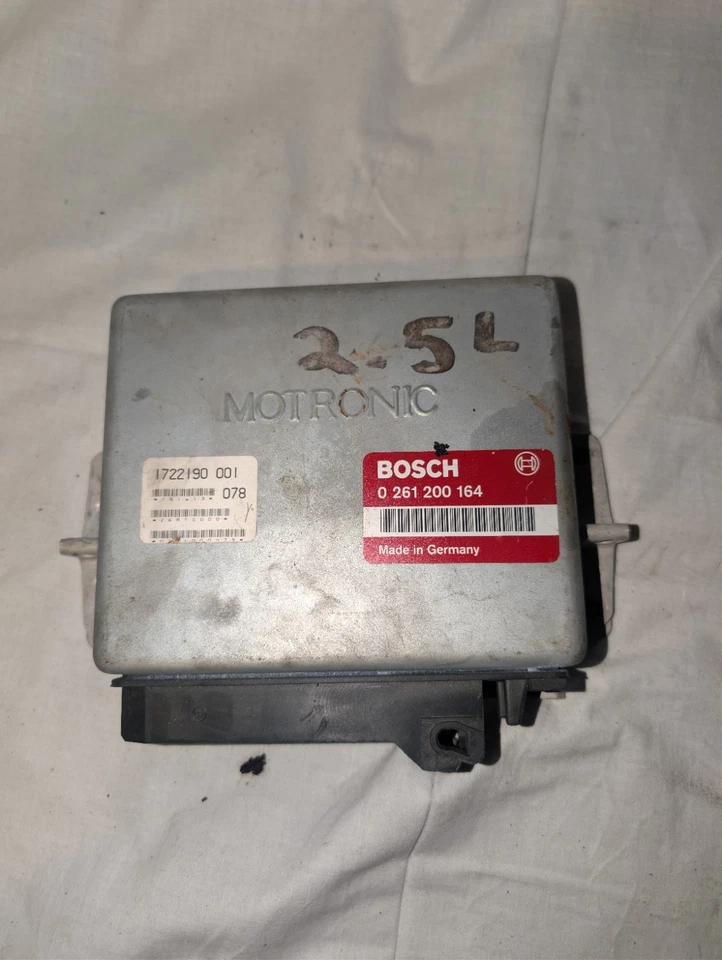 2.5L
MOTRONIC
1722190 001
078
BOSCH
0 261 200 164
Made in Germany